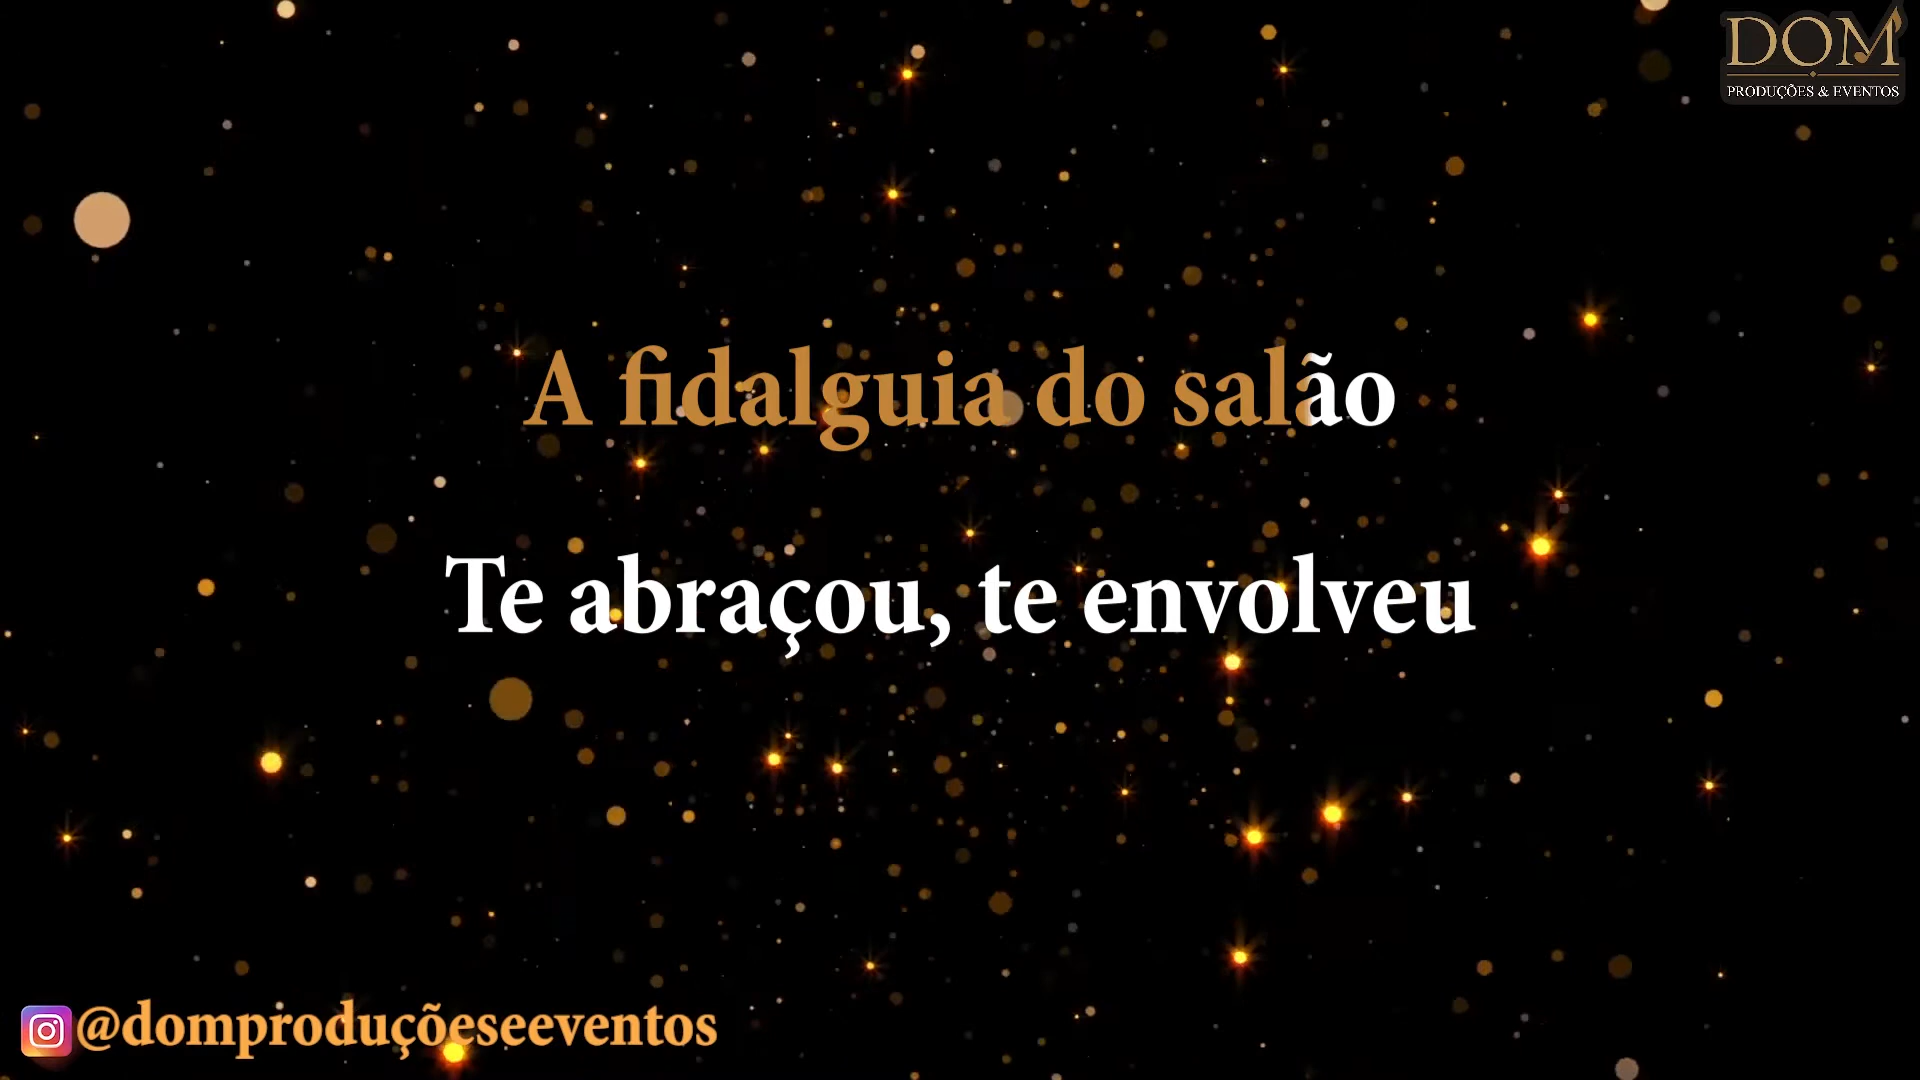 DOM
PRODUÇÕES & EVENTOS
A fidalguia do salão
Te abraçou, te envolveu
@domproduçõeseeventos